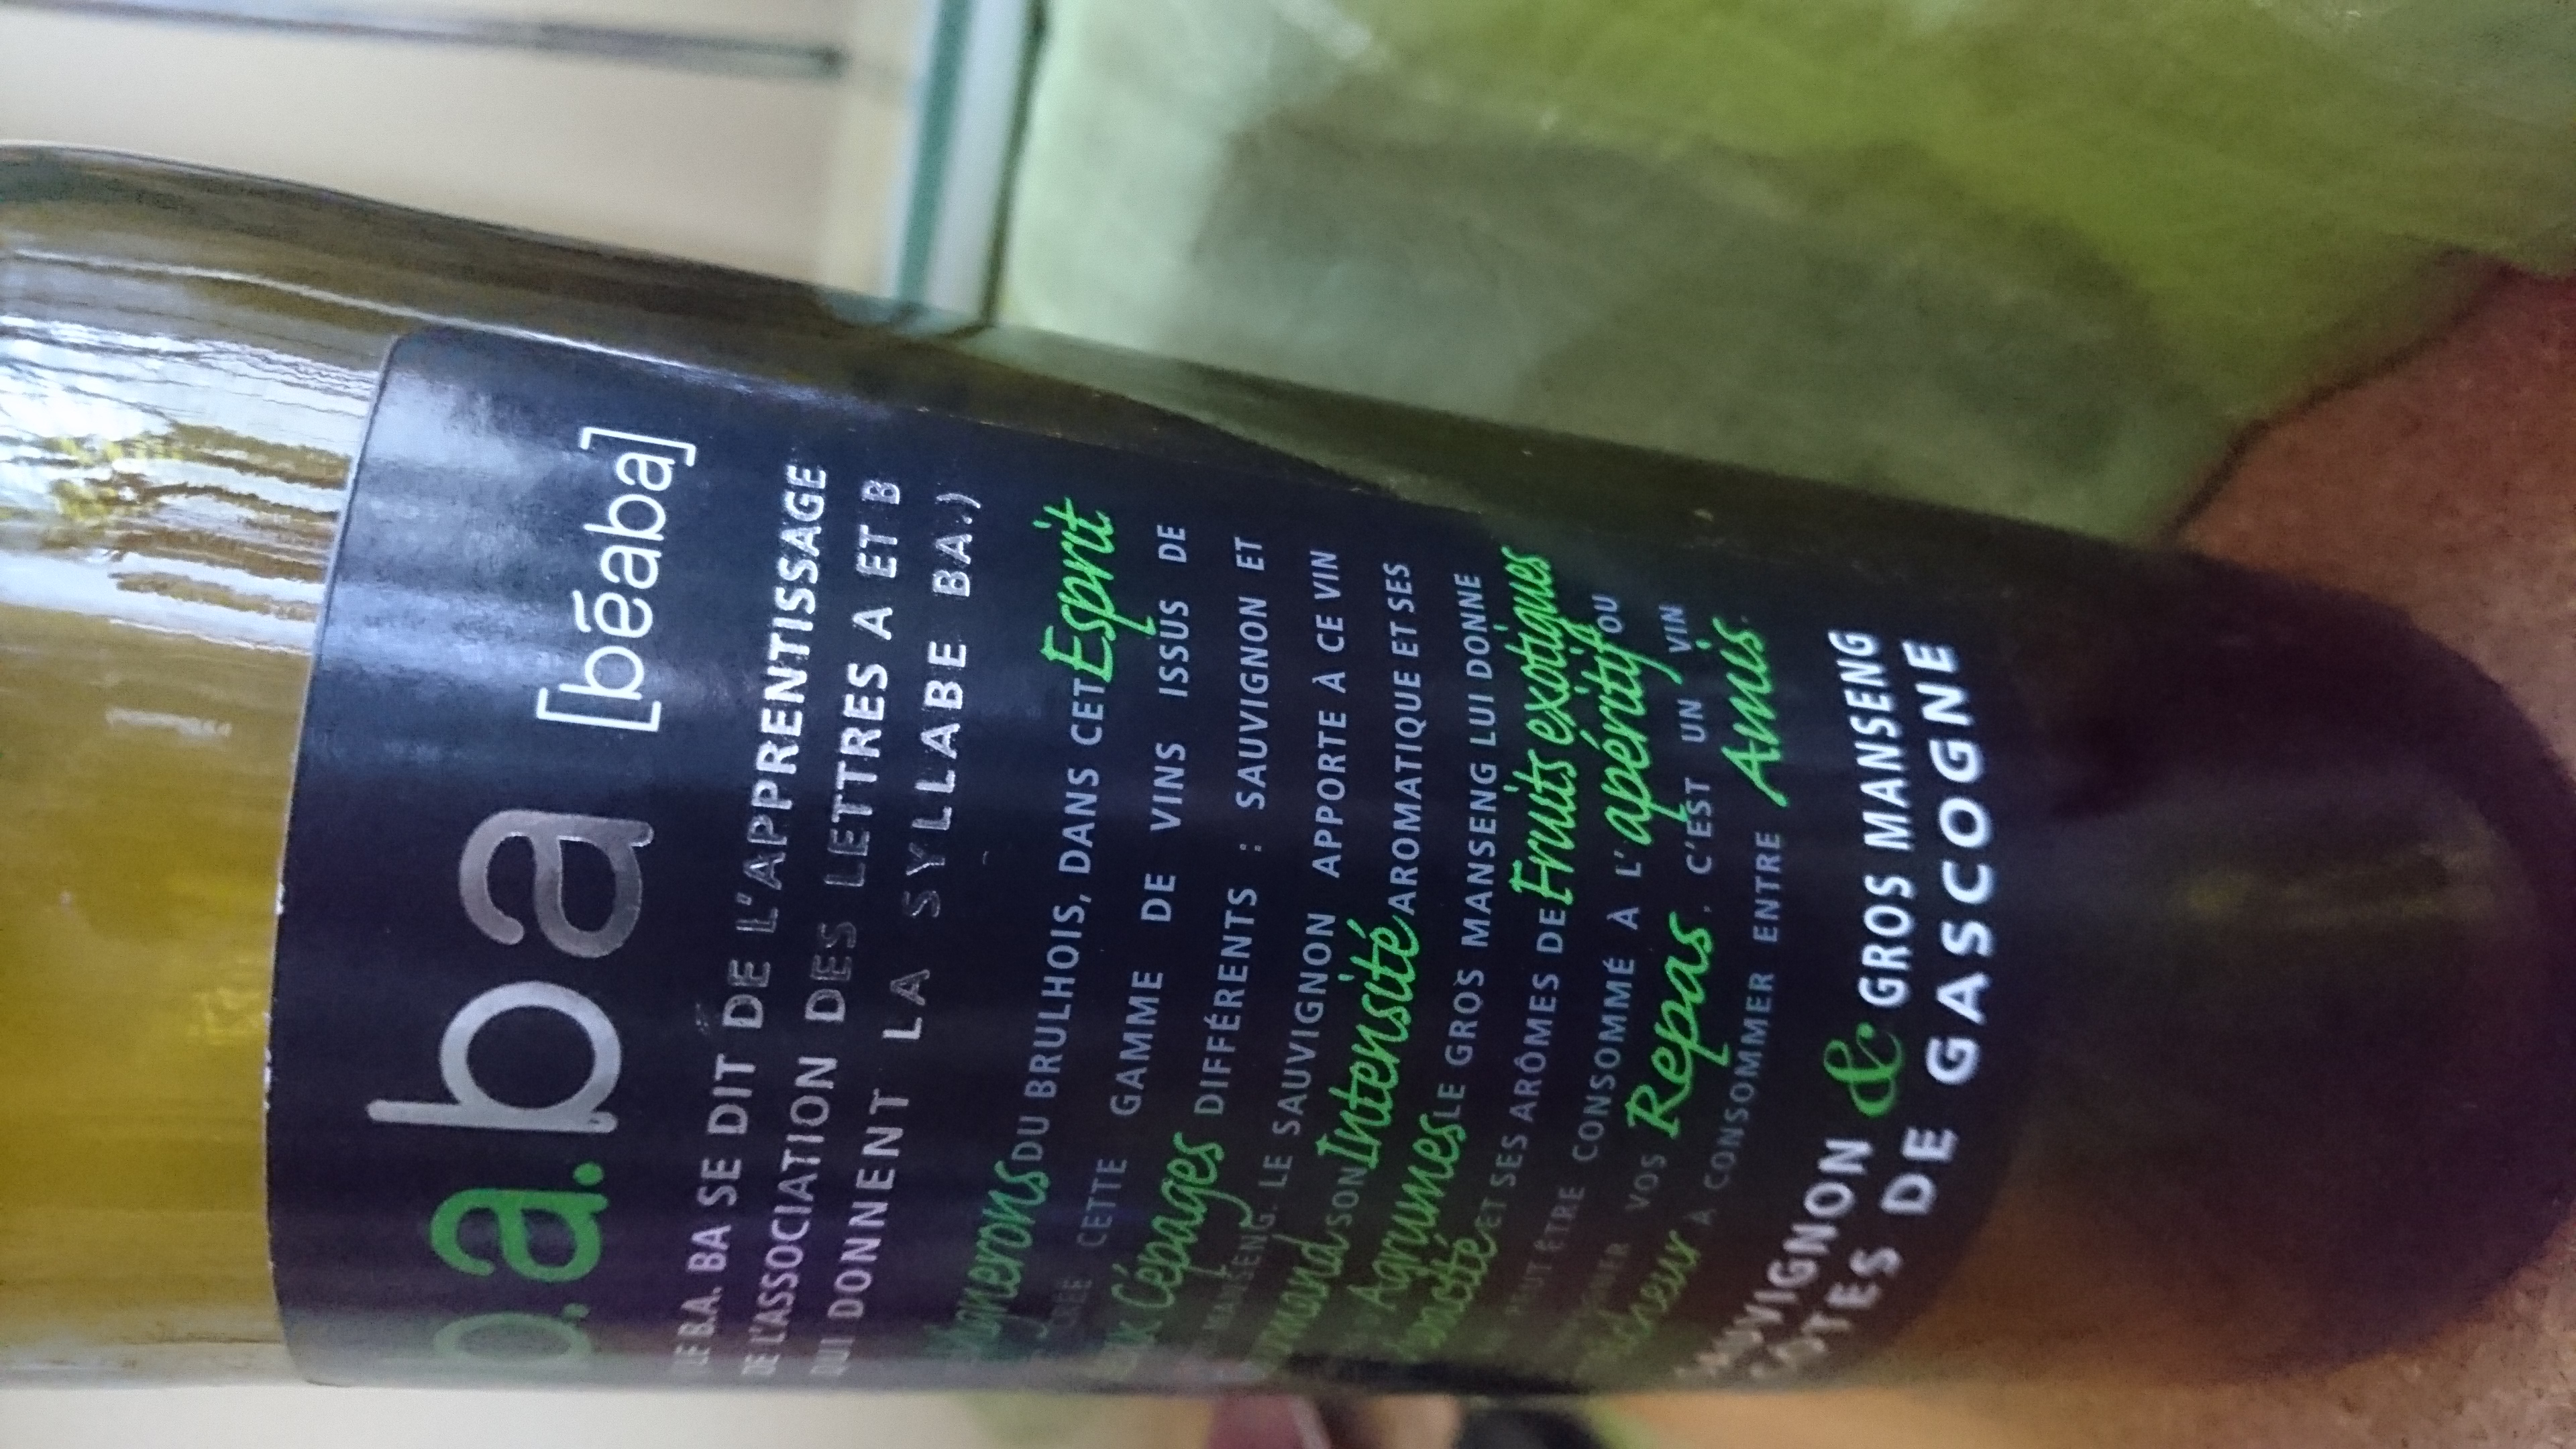 b.a.ba [béaba]
LE B.A. BA SE DIT DE L'APPRENTISSAGE
DE L'ASSOCIATION DES LETTRES A ET B
QUI DONNENT LA SYLLABE BA.)
Vignerons DU BRULHOIS, DANS CET Esprit
CRÉÉ CETTE GAMME DE VINS ISSUS DE
Cépages DIFFÉRENTS : SAUVIGNON ET
MANSENG. LE SAUVIGNON APPORTE À CE VIN
SON Intensité AROMATIQUE ET SES
D'Agrumes LE GROS MANSENG LUI DONNE
ET SES ARÔMES DE Fruits exotiques
PEUT ÊTRE CONSOMMÉ À L'apéritif OU
VOS Repas. C'EST UN VIN
À CONSOMMER ENTRE Amis.
SAUVIGNON & GROS MANSENG
COTES DE GASCOGNE